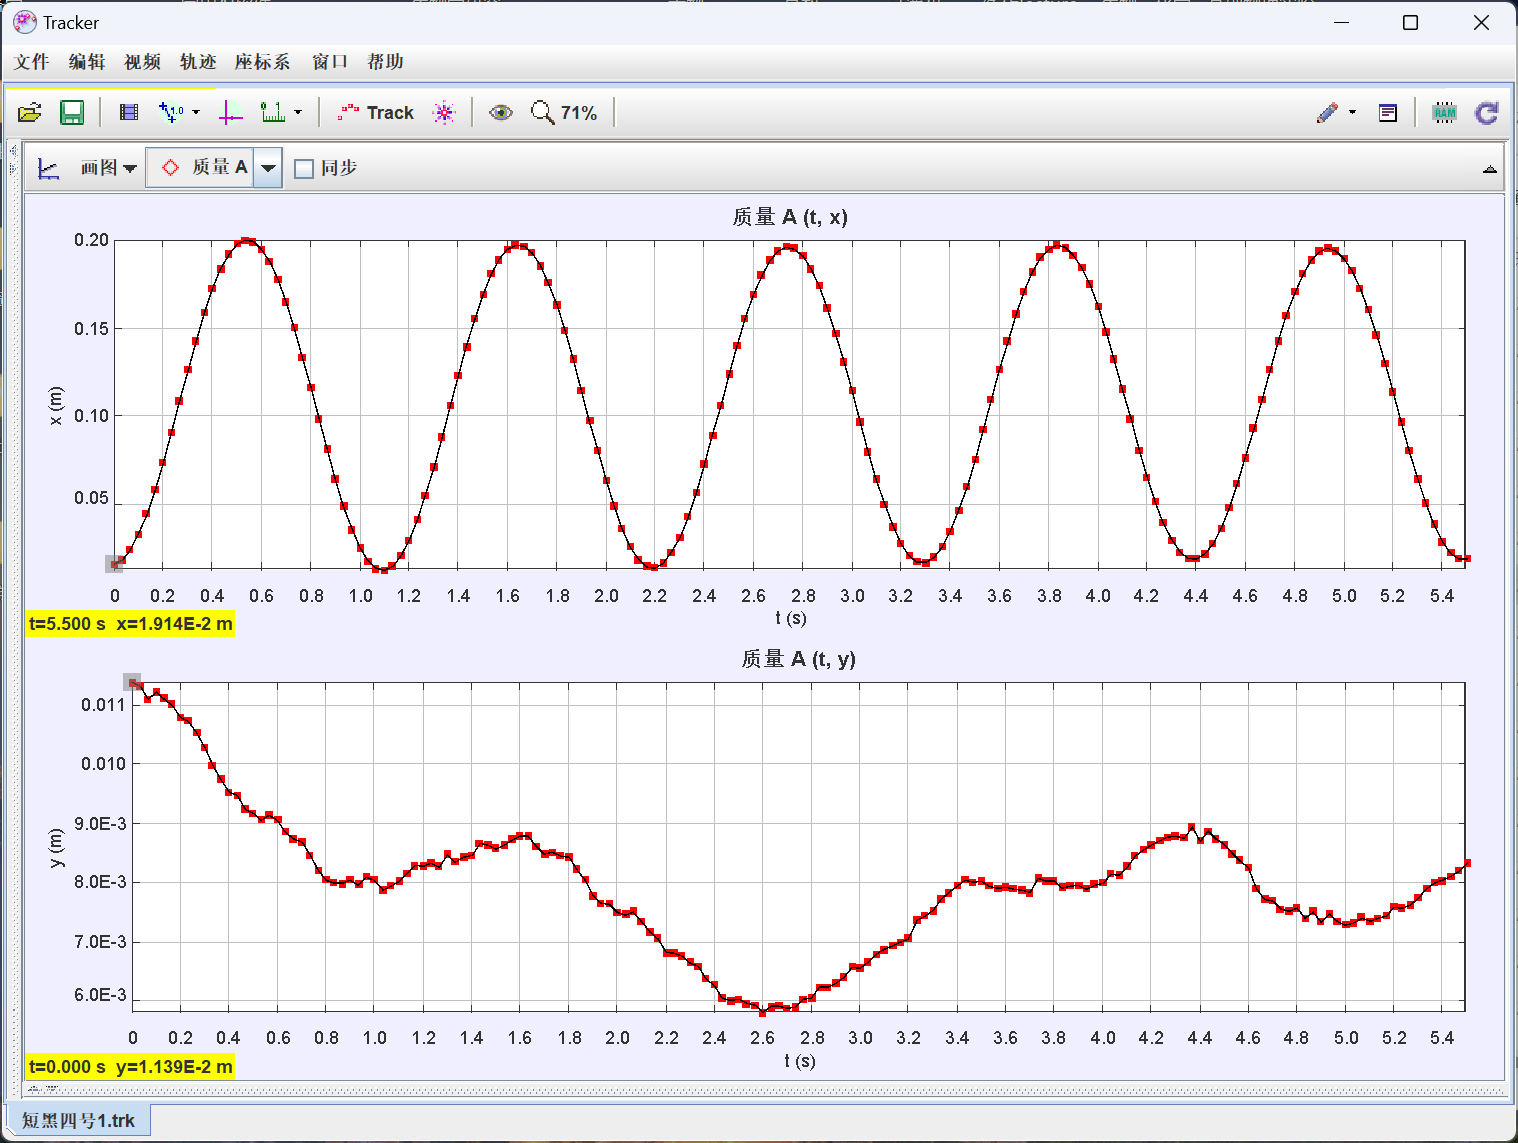 Tracker
文件 编辑 视频 轨迹 座标系 窗口 帮助
Track 71% RAM
画图 质量 A 同步
质量 A (t, x)
0.20
0.15
0.10
0.05
x (m)
0 0.2 0.4 0.6 0.8 1.0 1.2 1.4 1.6 1.8 2.0 2.2 2.4 2.6 2.8 3.0 3.2 3.4 3.6 3.8 4.0 4.2 4.4 4.6 4.8 5.0 5.2 5.4
t (s)
t=5.500 s x=1.914E-2 m
质量 A (t, y)
0.011
0.010
9.0E-3
8.0E-3
7.0E-3
6.0E-3
y (m)
0 0.2 0.4 0.6 0.8 1.0 1.2 1.4 1.6 1.8 2.0 2.2 2.4 2.6 2.8 3.0 3.2 3.4 3.6 3.8 4.0 4.2 4.4 4.6 4.8 5.0 5.2 5.4
t (s)
t=0.000 s y=1.139E-2 m
短黑四号1.trk